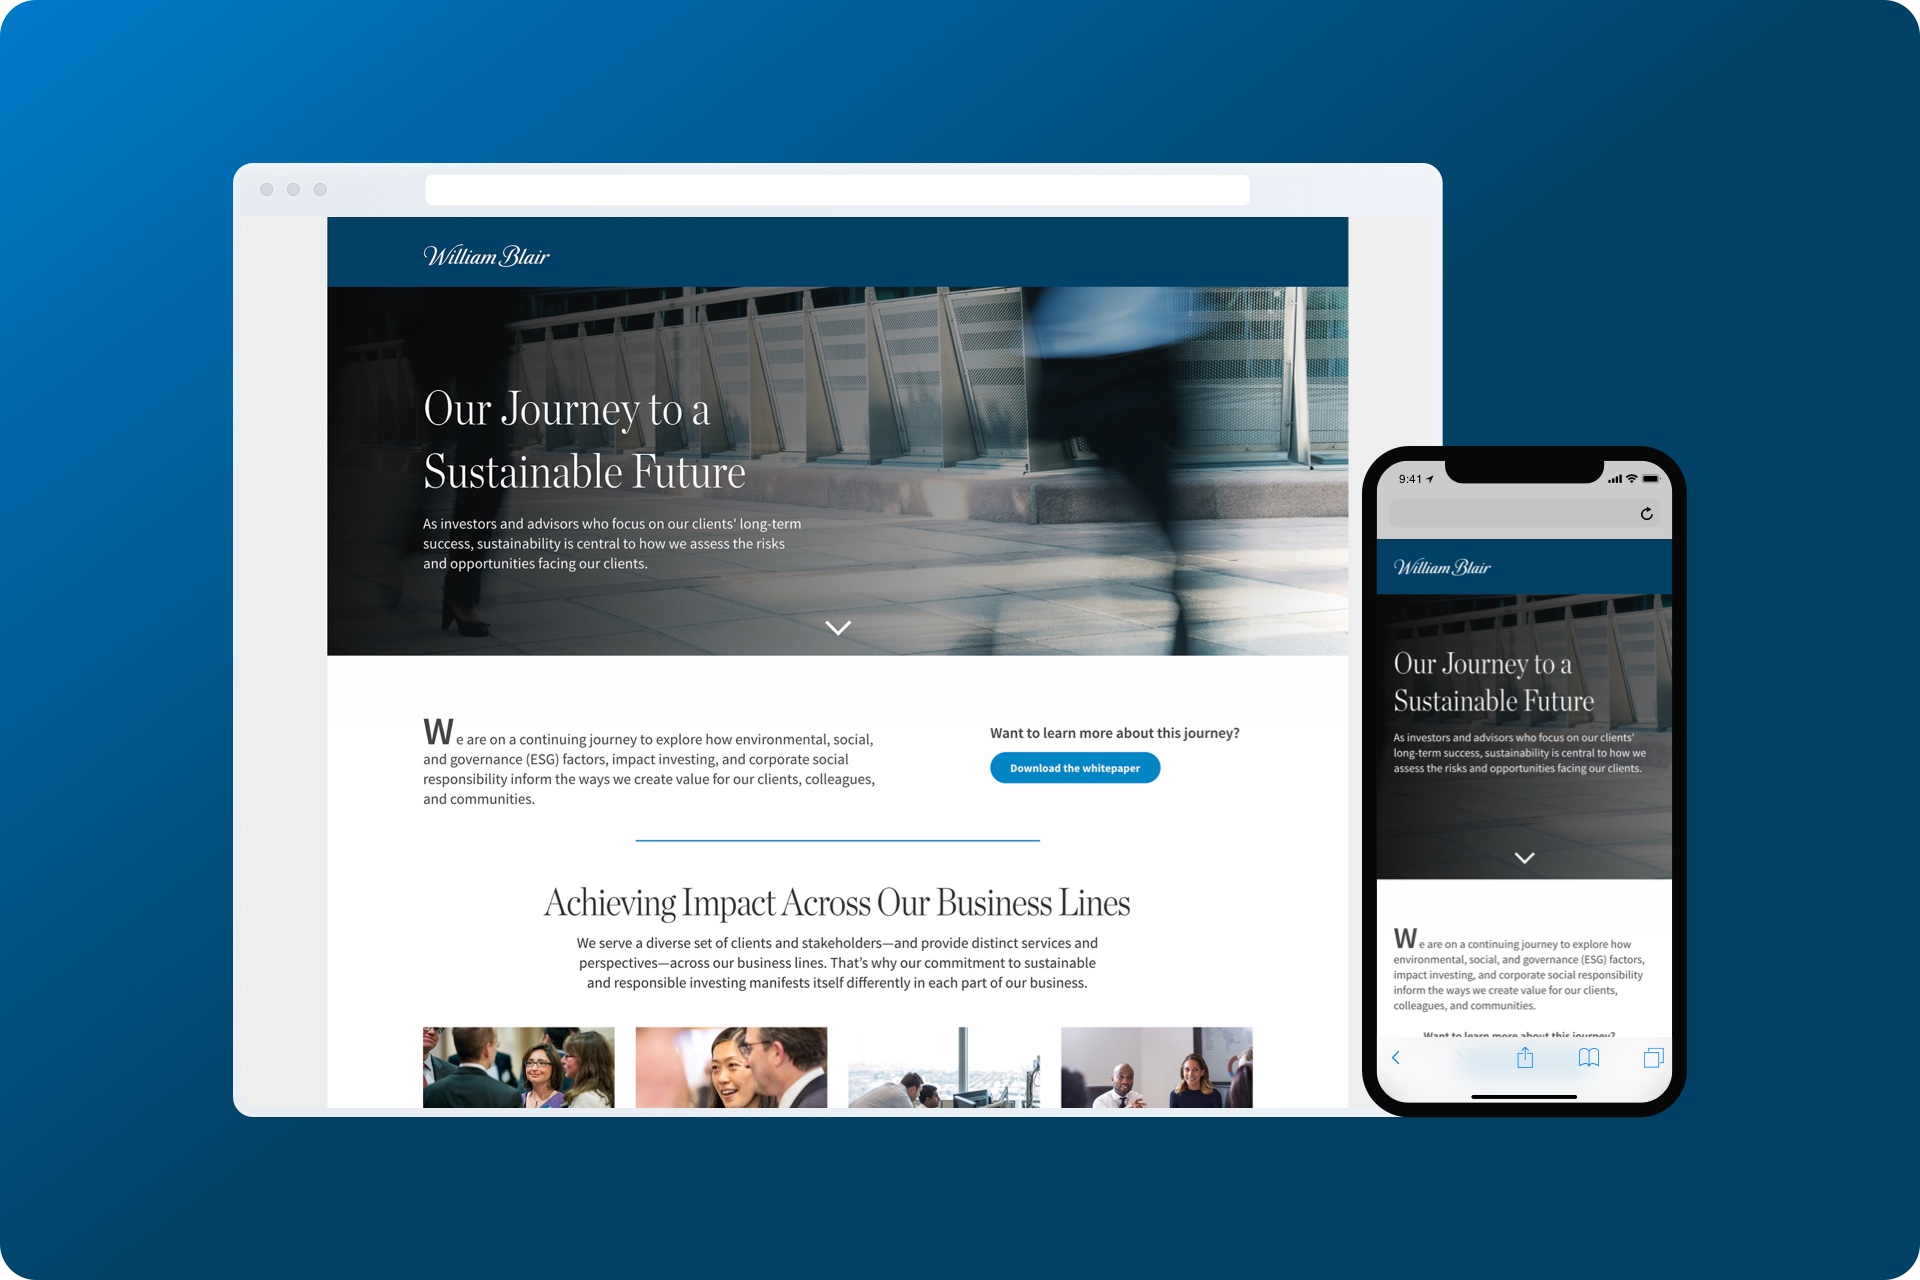 William Blair
Our Journey to a
Sustainable Future
As investors and advisors who focus on our clients' long-term
success, sustainability is central to how we assess the risks
and opportunities facing our clients.
We are on a continuing journey to explore how environmental, social,
and governance (ESG) factors, impact investing, and corporate social
responsibility inform the ways we create value for our clients, colleagues,
and communities.
Want to learn more about this journey?
Download the whitepaper
Achieving Impact Across Our Business Lines
We serve a diverse set of clients and stakeholders—and provide distinct services and
perspectives—across our business lines. That’s why our commitment to sustainable
and responsible investing manifests itself differently in each part of our business.
9:41
William Blair
Our Journey to a
Sustainable Future
As investors and advisors who focus on our clients'
long-term success, sustainability is central to how we
assess the risks and opportunities facing our clients.
We are on a continuing journey to explore how
environmental, social, and governance (ESG) factors,
impact investing, and corporate social responsibility
inform the ways we create value for our clients,
colleagues, and communities.
Want to learn more about this journey?